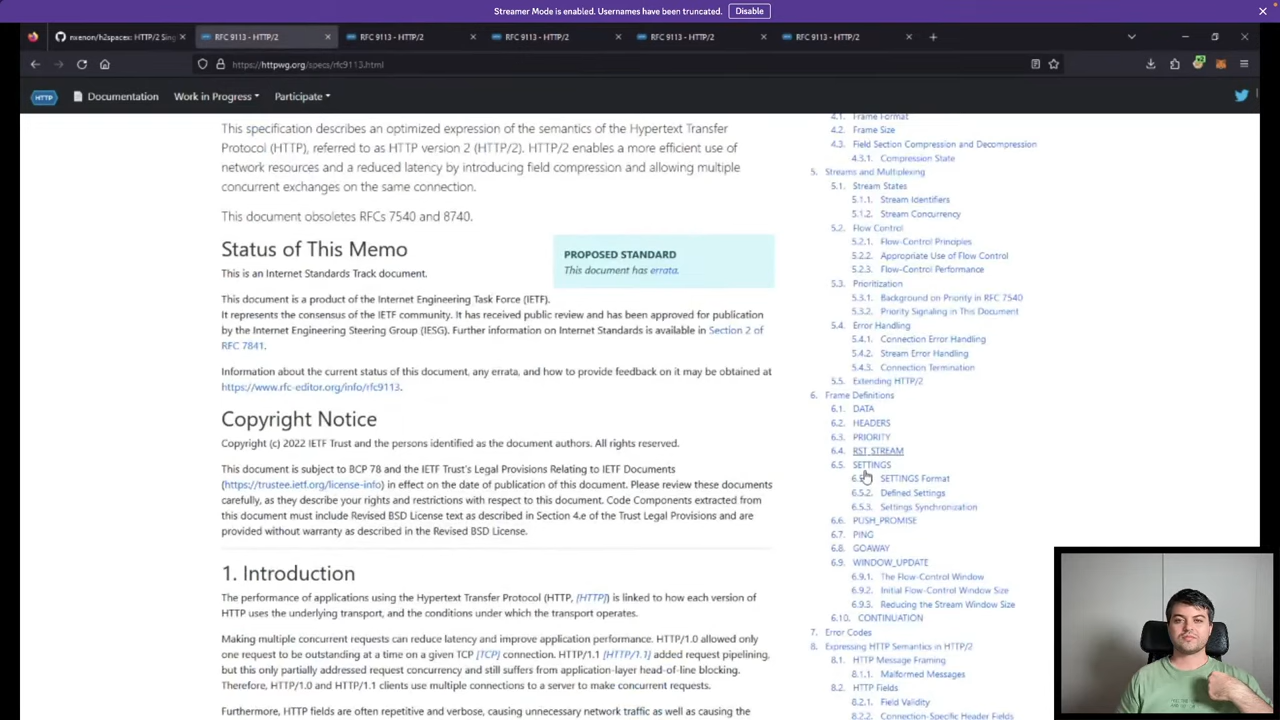 Streamer Mode is enabled. Usernames have been truncated. Disable
nxenon/h2spacex: HTTP/2 Sing
RFC 9113 - HTTP/2
RFC 9113 - HTTP/2
RFC 9113 - HTTP/2
RFC 9113 - HTTP/2
RFC 9113 - HTTP/2
https://httpwg.org/specs/rfc9113.html
HTTP Documentation Work in Progress Participate
This specification describes an optimized expression of the semantics of the Hypertext Transfer
Protocol (HTTP), referred to as HTTP version 2 (HTTP/2). HTTP/2 enables a more efficient use of
network resources and a reduced latency by introducing field compression and allowing multiple
concurrent exchanges on the same connection.
This document obsoletes RFCs 7540 and 8740.
Status of This Memo
This is an Internet Standards Track document.
PROPOSED STANDARD
This document has errata.
This document is a product of the Internet Engineering Task Force (IETF).
It represents the consensus of the IETF community. It has received public review and has been approved for publication
by the Internet Engineering Steering Group (IESG). Further information on Internet Standards is available in Section 2 of
RFC 7841.
Information about the current status of this document, any errata, and how to provide feedback on it may be obtained at
https://www.rfc-editor.org/info/rfc9113.
Copyright Notice
Copyright (c) 2022 IETF Trust and the persons identified as the document authors. All rights reserved.
This document is subject to BCP 78 and the IETF Trust's Legal Provisions Relating to IETF Documents
(https://trustee.ietf.org/license-info) in effect on the date of publication of this document. Please review these documents
carefully, as they describe your rights and restrictions with respect to this document. Code Components extracted from
this document must include Revised BSD License text as described in Section 4.e of the Trust Legal Provisions and are
provided without warranty as described in the Revised BSD License.
. Introduction
performance of applications using the Hypertext Transfer Protocol (HTTP, [HTTP]) is linked to how each version of
HTTP uses the underlying transport, and the conditions under which the transport operates.
Making multiple concurrent requests can reduce latency and improve application performance. HTTP/1.0 allowed only
one request to be outstanding at a time on a given TCP [TCP] connection. HTTP/1.1 [HTTP/1.1] added request pipelining,
but this only partially addressed request concurrency and still suffers from application-layer head-of-line blocking.
Therefore, HTTP/1.0 and HTTP/1.1 clients use multiple connections to a server to make concurrent requests.
Furthermore, HTTP fields are often repetitive and verbose, causing unnecessary network traffic as well as causing the
4.1. Frame Format
4.2. Frame Size
4.3. Field Section Compression and Decompression
4.3.1. Compression State
5. Streams and Multiplexing
5.1. Stream States
5.1.1. Stream Identifiers
5.1.2. Stream Concurrency
5.2. Flow Control
5.2.1. Flow-Control Principles
5.2.2. Appropriate Use of Flow Control
5.2.3. Flow-Control Performance
5.3. Prioritization
5.3.1. Background on Priority in RFC 7540
5.3.2. Priority Signaling in This Document
5.4. Error Handling
5.4.1. Connection Error Handling
5.4.2. Stream Error Handling
5.4.3. Connection Termination
5.5. Extending HTTP/2
6. Frame Definitions
6.1. DATA
6.2. HEADERS
6.3. PRIORITY
6.4. RST_STREAM
6.5. SETTINGS
6.5 SETTINGS Format
6.5.2. Defined Settings
6.5.3. Settings Synchronization
6.6. PUSH_PROMISE
6.7. PING
6.8. GOAWAY
6.9. WINDOW_UPDATE
6.9.1. The Flow-Control Window
6.9.2. Initial Flow-Control Window Size
6.9.3. Reducing the Stream Window Size
6.10. CONTINUATION
7. Error Codes
8. Expressing HTTP Semantics in HTTP/2
8.1. HTTP Message Framing
8.1.1. Malformed Messages
8.2. HTTP Fields
8.2.1. Field Validity
8.2.2. Connection-Specific Header Fields